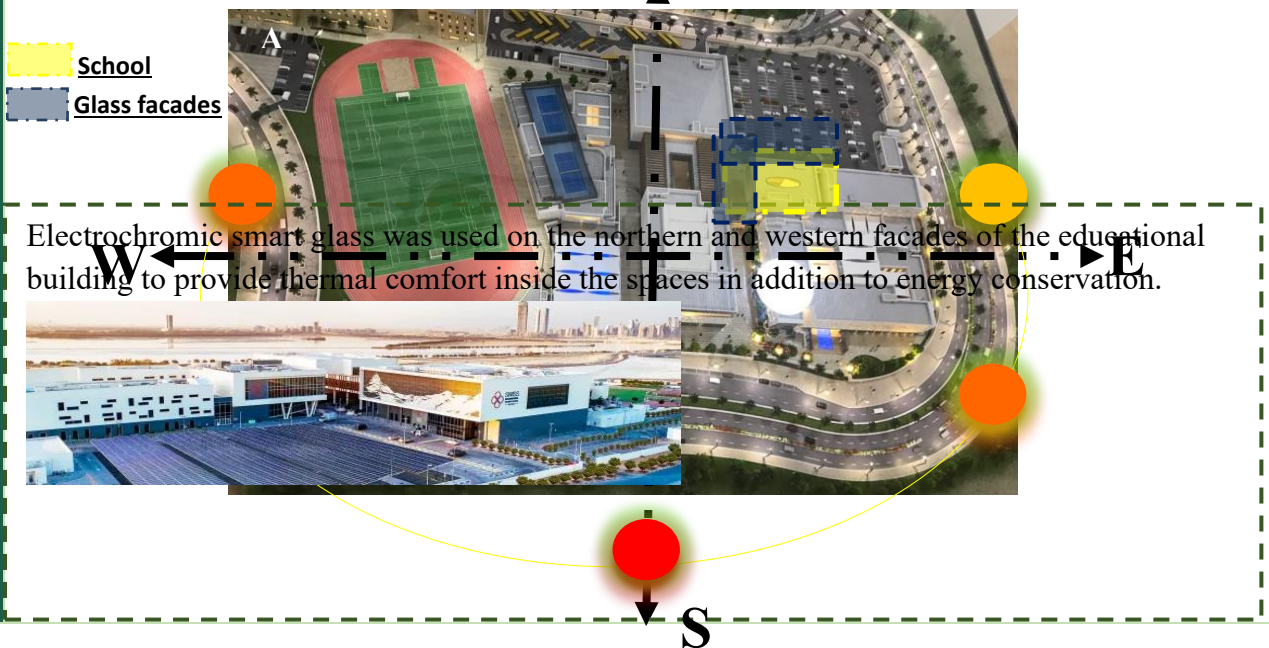 A
School
Glass facades
Electrochromic smart glass was used on the northern and western facades of the educational
W
E
building to provide thermal comfort inside the spaces in addition to energy conservation.
SWISS
S